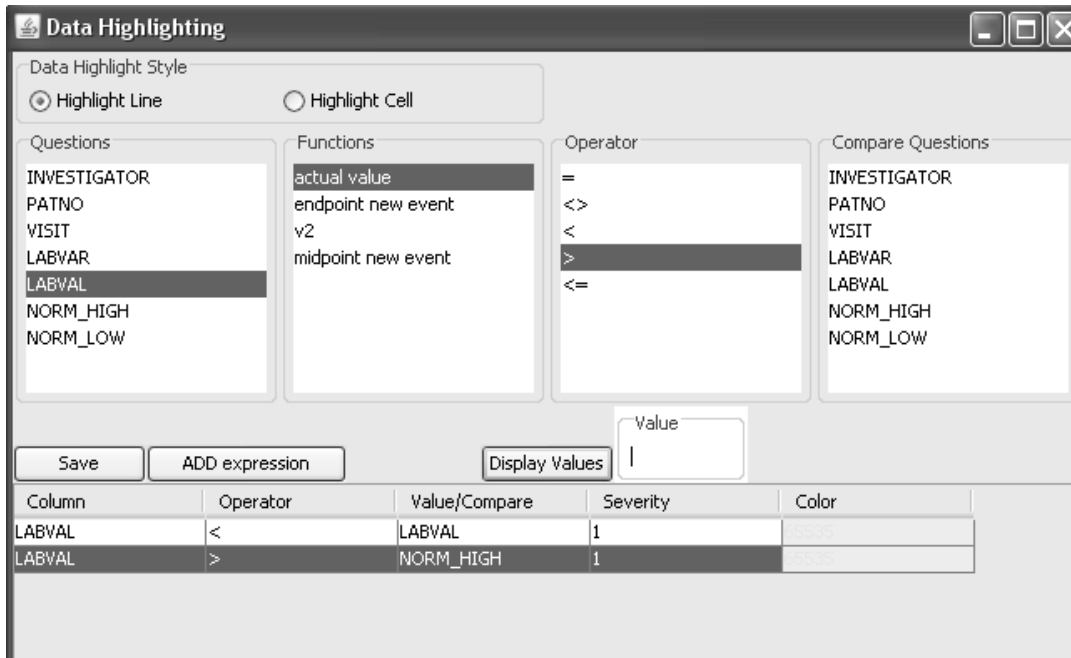 Data Highlighting
Data Highlight Style
Highlight Line Highlight Cell
Questions Functions Operator Compare Questions
INVESTIGATOR actual value = INVESTIGATOR
PATNO endpoint new event <> PATNO
VISIT v2 < VISIT
LABVAR midpoint new event > LABVAR
LABVAL <= LABVAL
NORM_HIGH NORM_HIGH
NORM_LOW NORM_LOW
Value
Save ADD expression Display Values
Column Operator Value/Compare Severity Color
LABVAL < LABVAL 1 65535
LABVAL > NORM_HIGH 1 65535